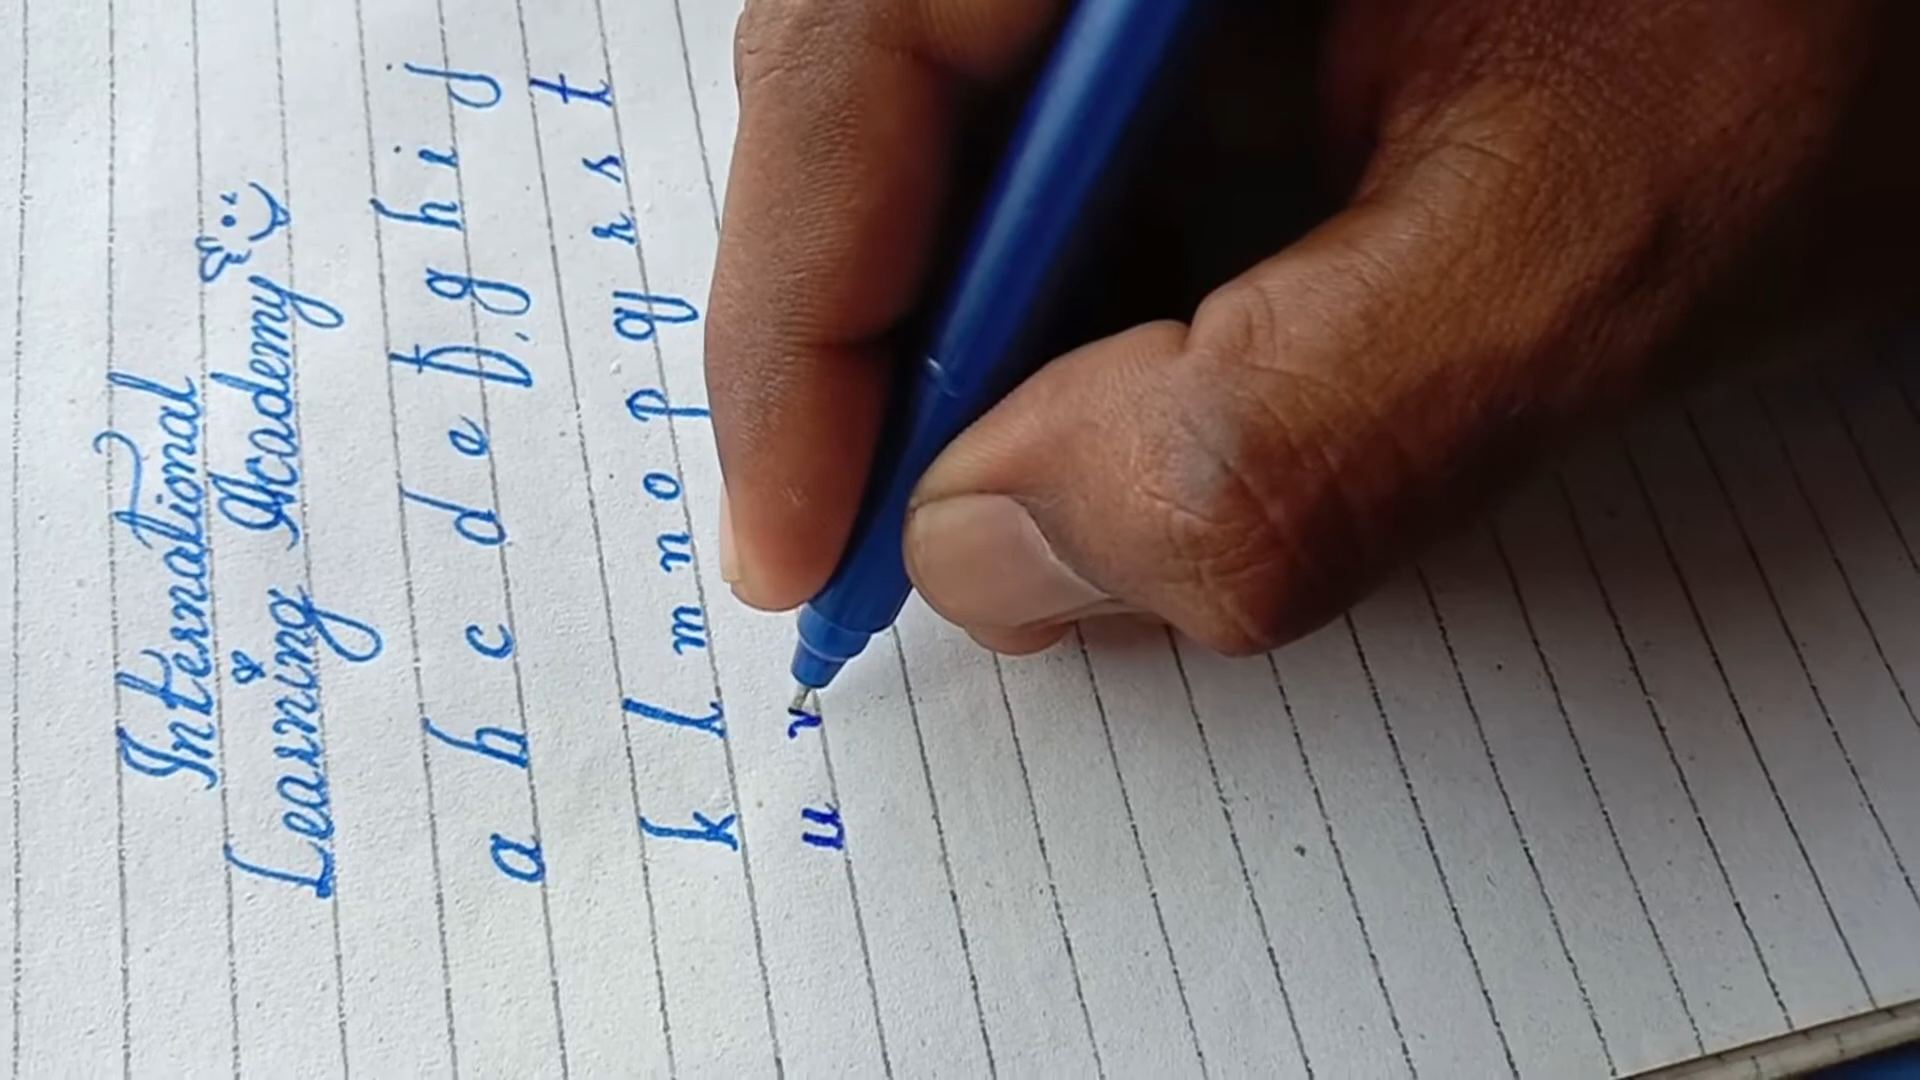 International
Learning Academy
a b c d e f, g h i j
k l m n o p q r s t
u v